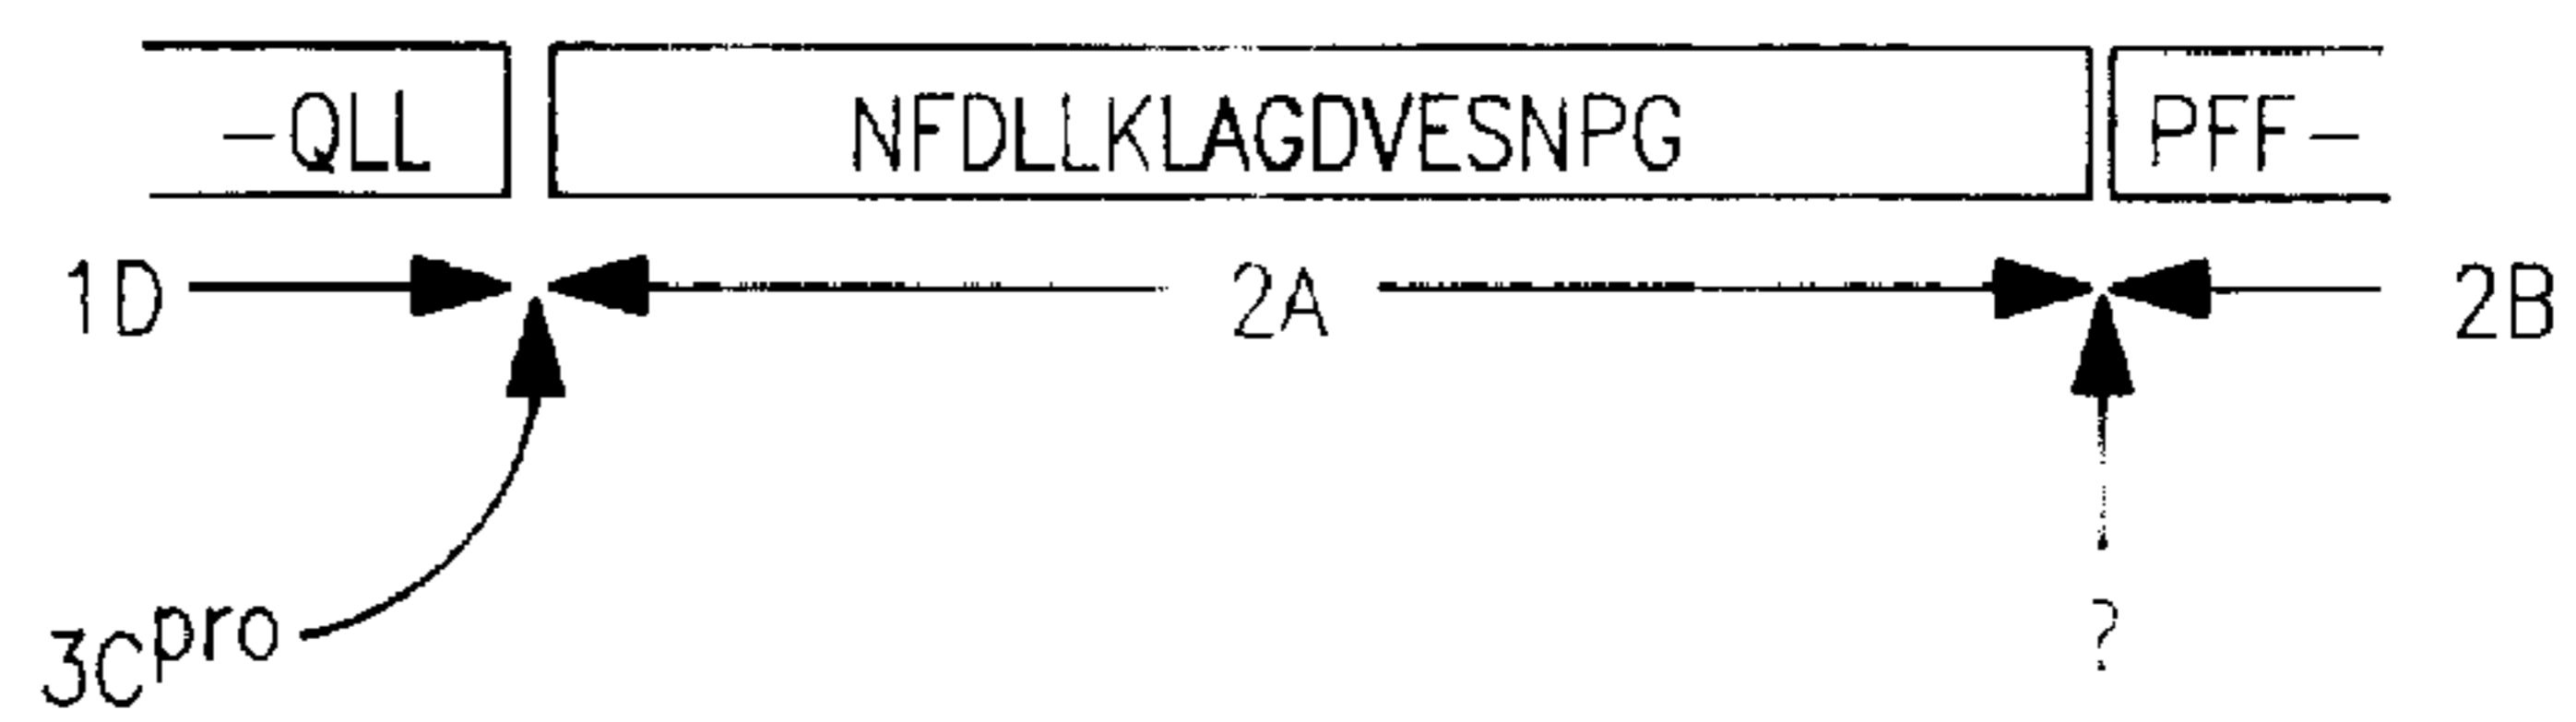 -QLL NFDLLKLAGDVESNPG PFF-
1D 2A 2B
3Cpro ?